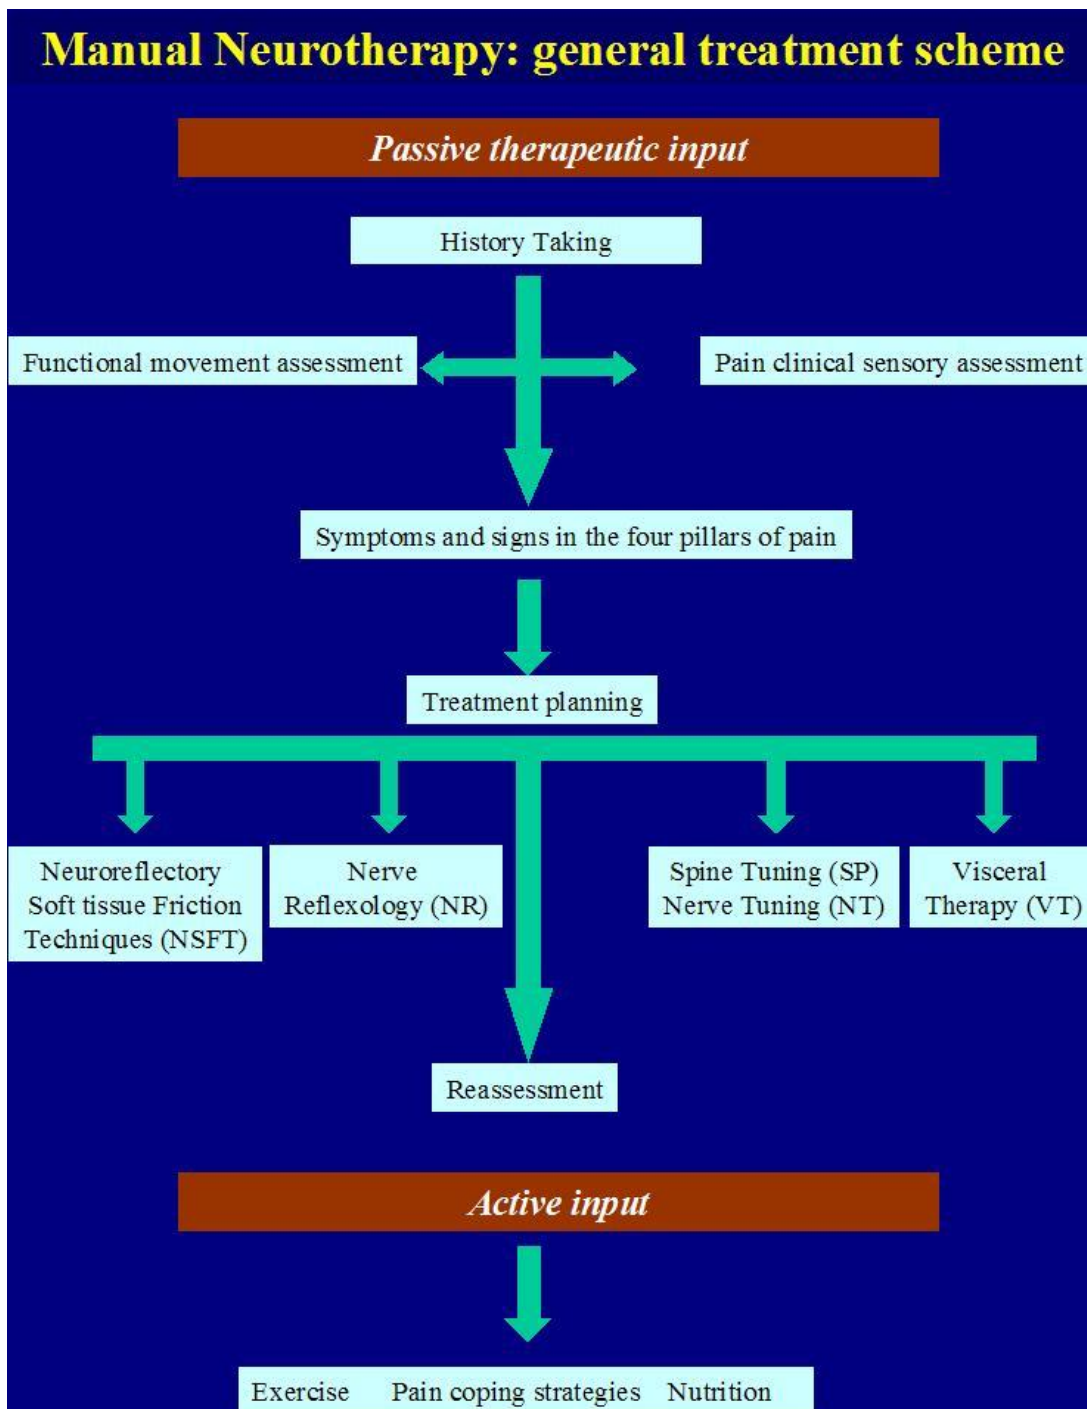 Manual Neurotherapy: general treatment scheme
Passive therapeutic input
History Taking
Functional movement assessment
Pain clinical sensory assessment
Symptoms and signs in the four pillars of pain
Treatment planning
Neuroreflectory
Soft tissue Friction
Techniques (NSFT)
Nerve
Reflexology (NR)
Spine Tuning (SP)
Nerve Tuning (NT)
Visceral
Therapy (VT)
Reassessment
Active input
Exercise Pain coping strategies Nutrition